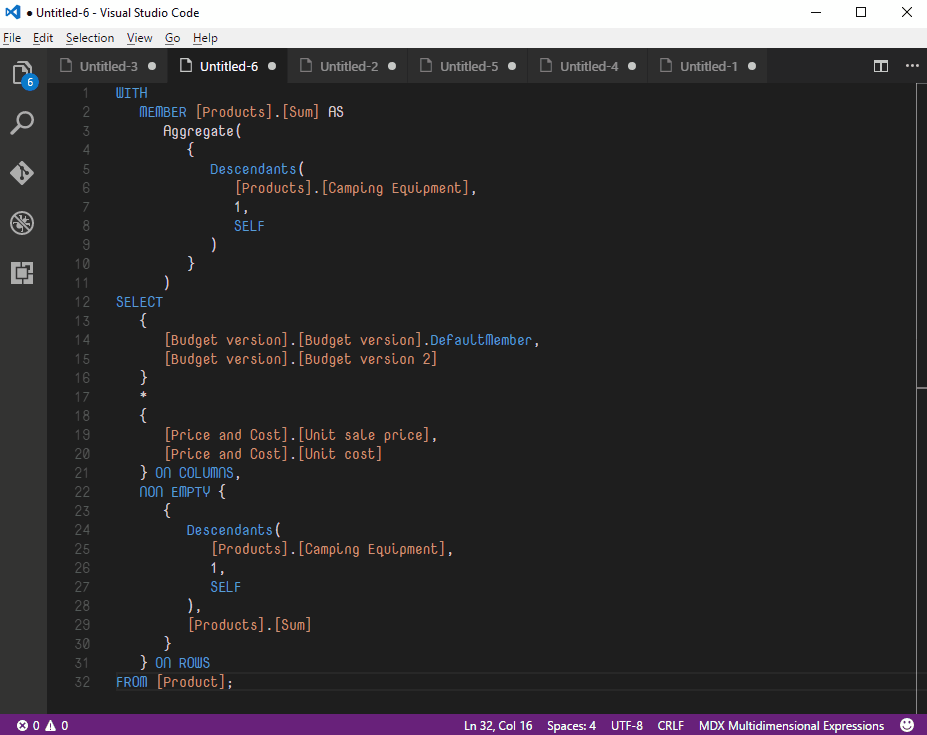 Untitled-6 - Visual Studio Code
File Edit Selection View Go Help
6
Untitled-3 Untitled-6 Untitled-2 Untitled-5 Untitled-4 Untitled-1
1 WITH
2 MEMBER [Products].[Sum] AS
3 Aggregate(
4 {
5 Descendants(
6 [Products].[Camping Equipment],
7 1,
8 SELF
9 )
10 }
11 )
12 SELECT
13 {
14 [Budget version].[Budget version].DefaultMember,
15 [Budget version].[Budget version 2]
16 }
17 *
18 {
19 [Price and Cost].[Unit sale price],
20 [Price and Cost].[Unit cost]
21 } ON COLUMNS,
22 NON EMPTY {
23 {
24 Descendants(
25 [Products].[Camping Equipment],
26 1,
27 SELF
28 ),
29 [Products].[Sum]
30 }
31 } ON ROWS
32 FROM [Product];
0 0 Ln 32, Col 16 Spaces: 4 UTF-8 CRLF MDX Multidimensional Expressions